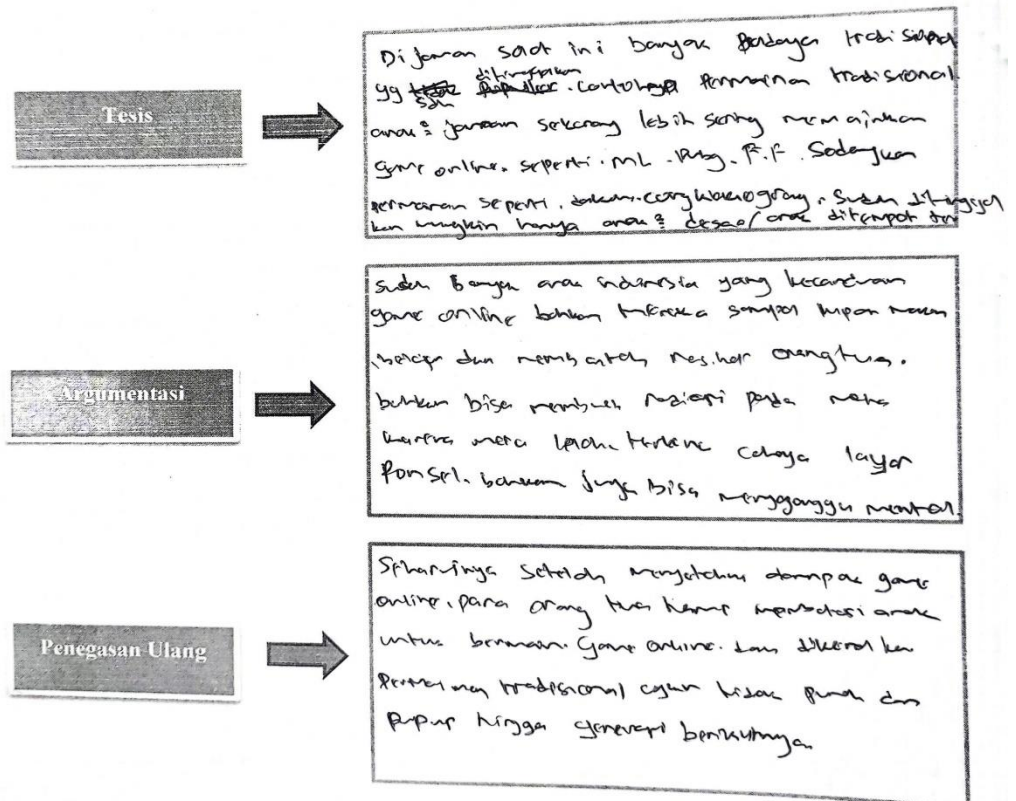 Tesis
Di jaman saat ini banyak budaya tradisional
yg sdh ditinggalkan. contohnya Permainan tradisional.
anak² jaman sekarang lebih sering memainkan
game online. seperti. ML. Pubg. F.F. Sedangkan
permainan seperti. dakon. Sudah ditinggal
kan mungkin hanya anak² desa / anak ditempat
Argumentasi
sudah Banyak anak indonesia yang kecanduan
game online bahkan mereka sampai lupa makan
, belajar dan membantah nasihat orangtua.
bahkan bisa membuat radiasi pada mata
karena mata lelah terkena cahaya layar
Ponsel. bahkan juga bisa mengganggu mental.
Penegasan Ulang
Seharusnya setelah mengetahui dampak game
online, para orang tua harus membatasi anak
untuk bermain. Game online. dan dikenalkan
Permainan tradisional agar tidak punah dan
hingga generasi berikutnya